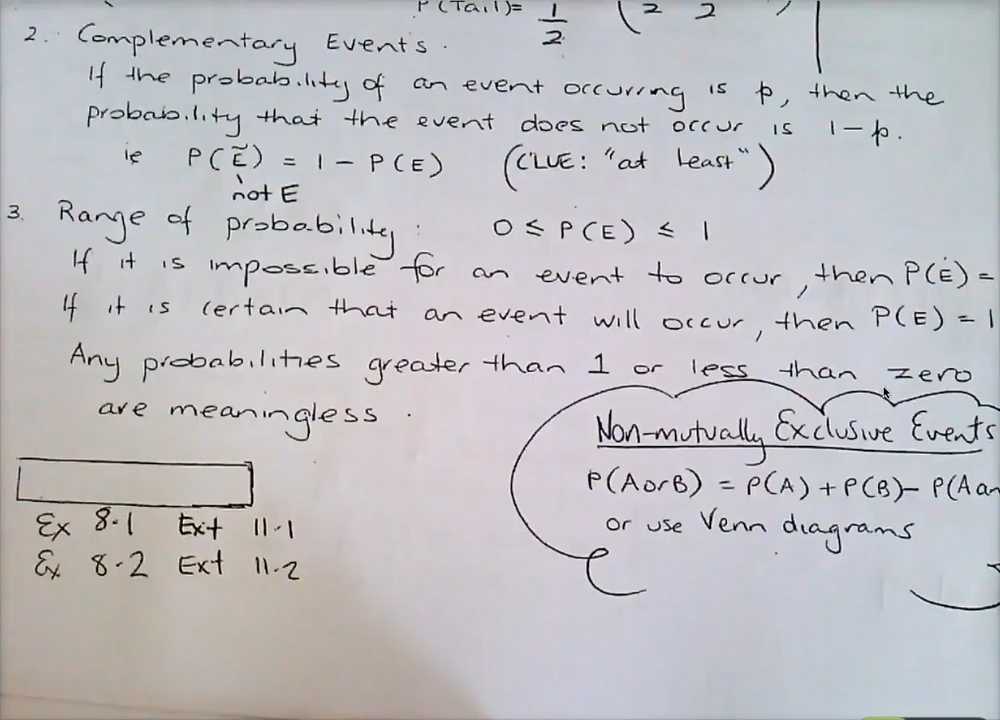 P(Tail) = 1/2 ( 2 2
2. Complementary Events.
If the probability of an event occurring is p, then the
probability that the event does not occur is 1-p.
ie P(Ẽ) = 1 - P(E) (CLUE: "at least")
not E
3. Range of probability: 0 ≤ P(E) ≤ 1
If it is impossible for an event to occur, then P(E) =
If it is certain that an event will occur, then P(E) = 1
Any probabilities greater than 1 or less than zero
are meaningless.
Non-mutually Exclusive Events
P(A or B) = P(A) + P(B) - P(A an
or use Venn diagrams
Ex 8.1 Ext 11.1
Ex 8.2 Ext 11.2